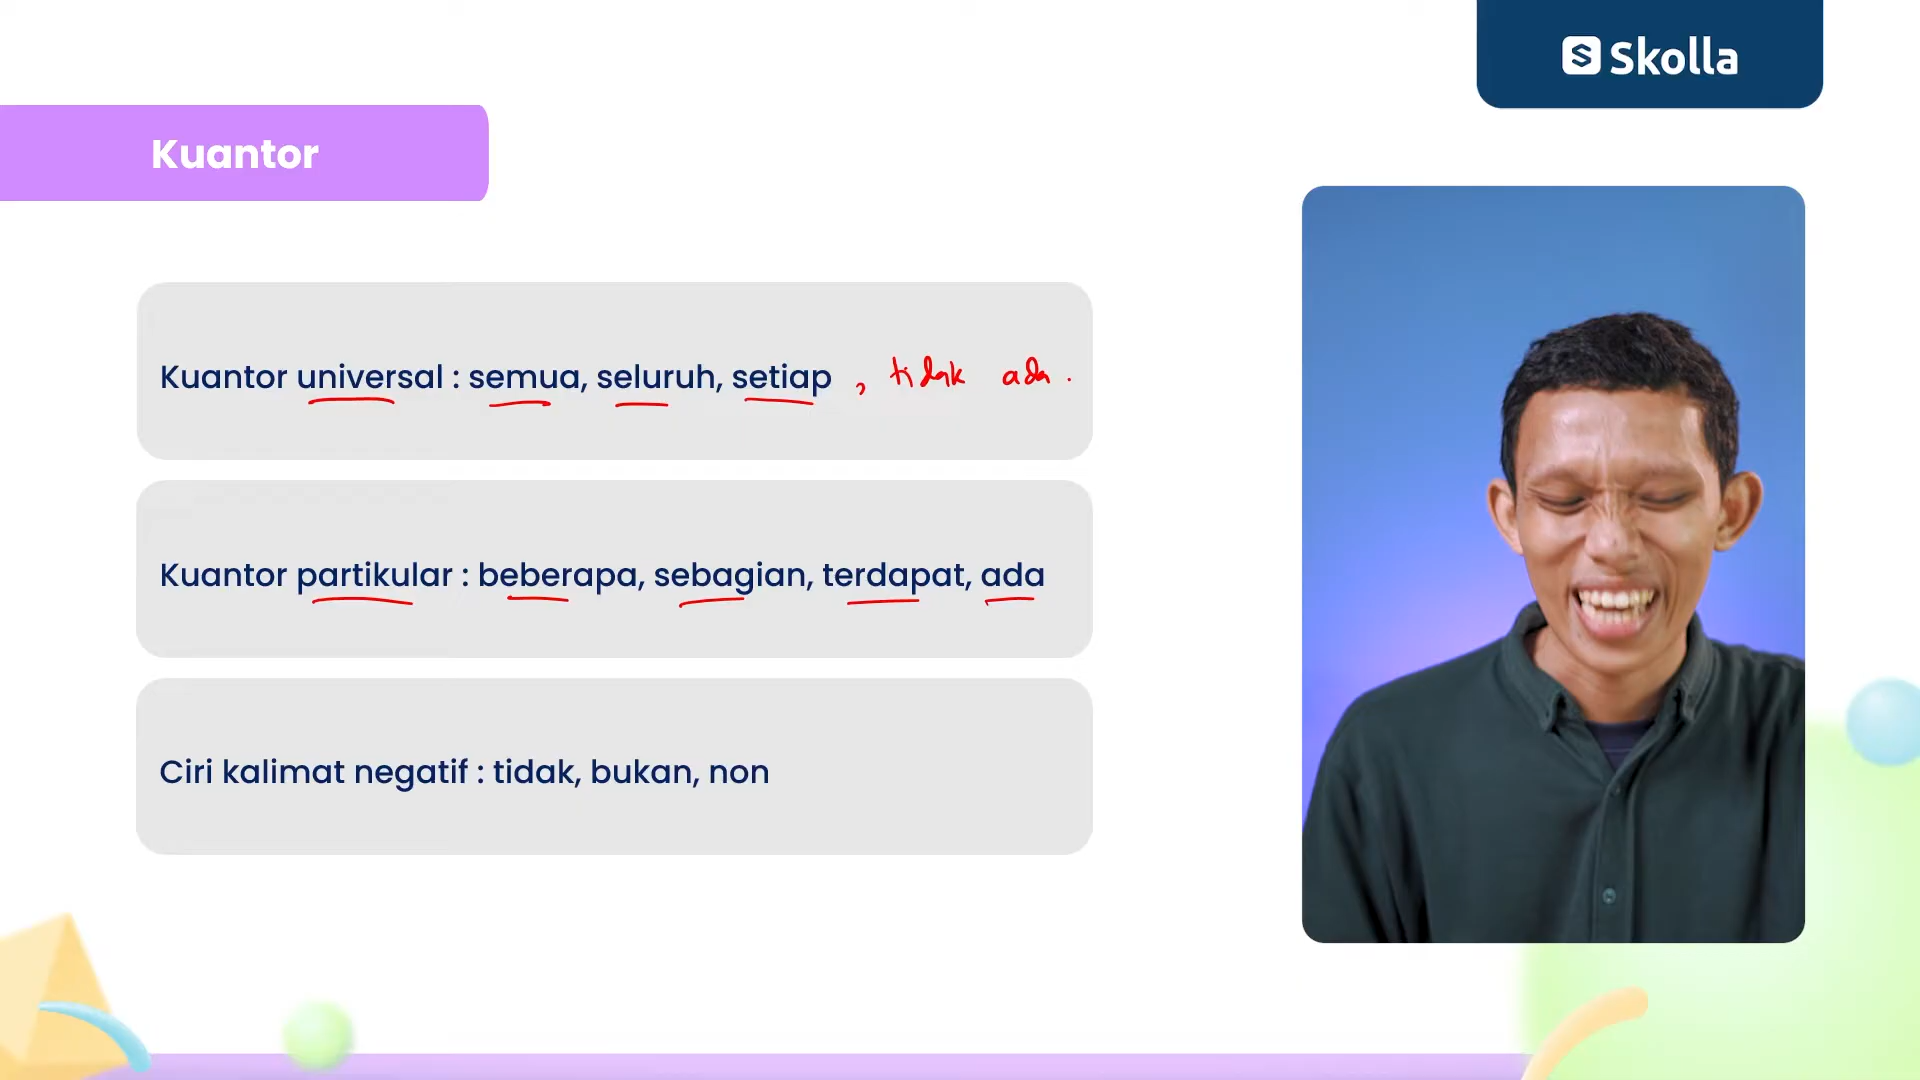 Skolla
Kuantor
Kuantor universal : semua, seluruh, setiap , tidak ada.
Kuantor partikular : beberapa, sebagian, terdapat, ada
Ciri kalimat negatif : tidak, bukan, non